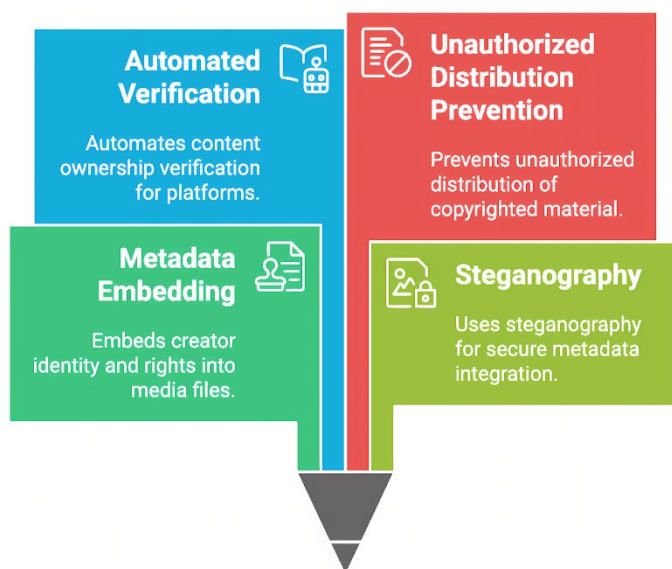 Automated
Verification
Automates content
ownership verification
for platforms.
Unauthorized
Distribution
Prevention
Prevents unauthorized
distribution of
copyrighted material.
Metadata
Embedding
Embeds creator
identity and rights into
media files.
Steganography
Uses steganography
for secure metadata
integration.